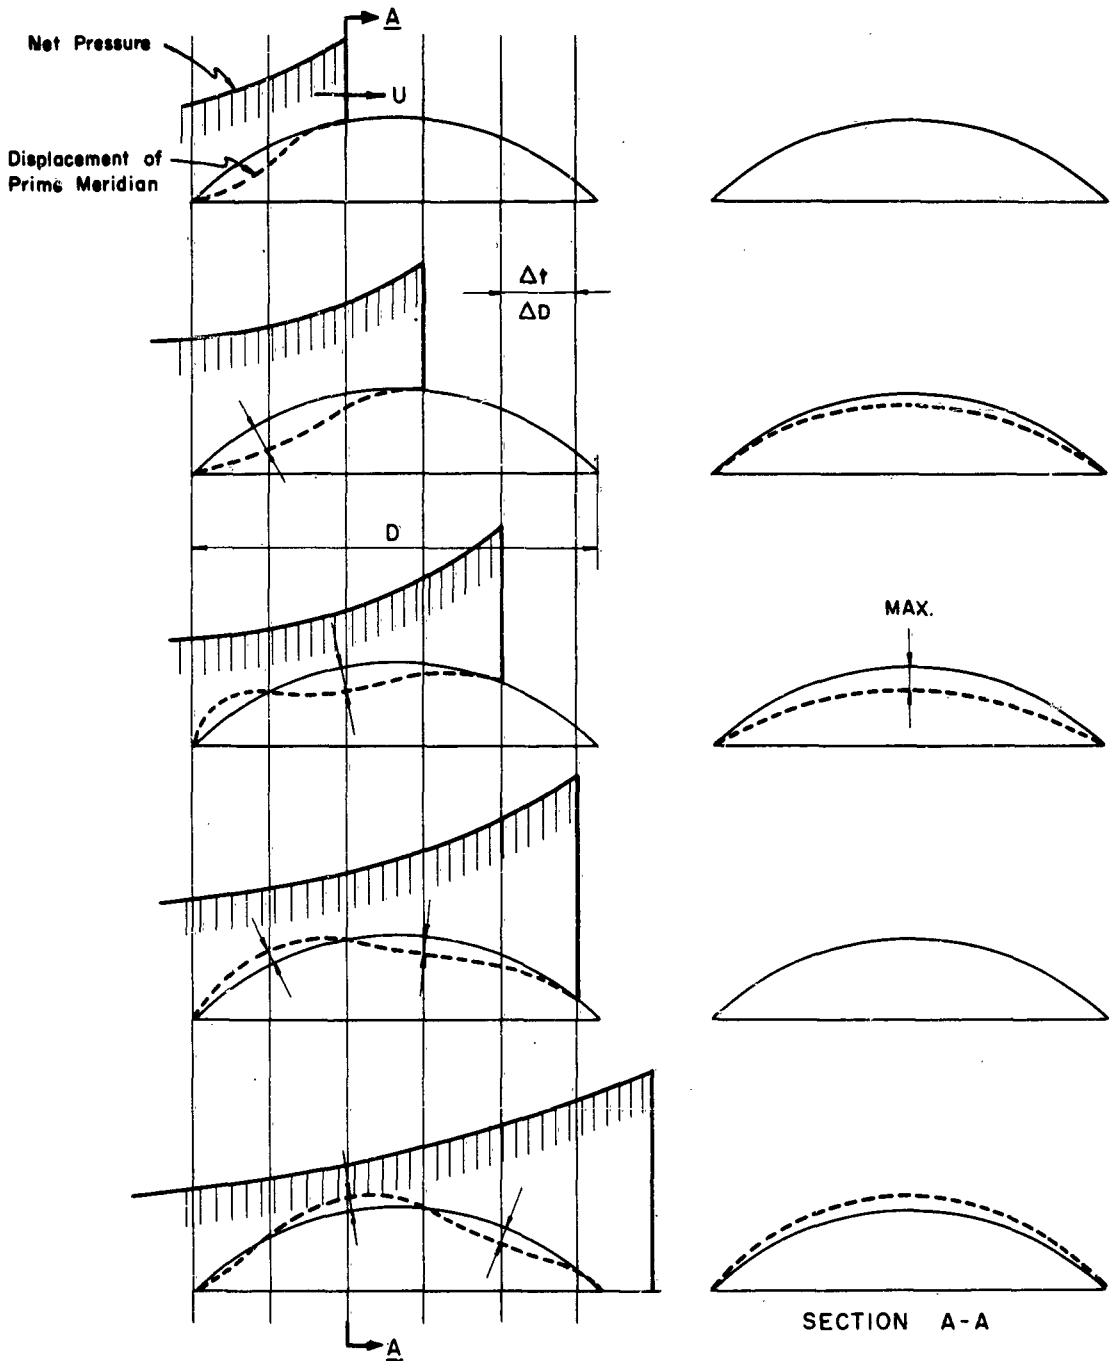 A
Net Pressure
U
Displacement of
Prime Meridian
Δt
ΔD
D
MAX.
SECTION A-A
A